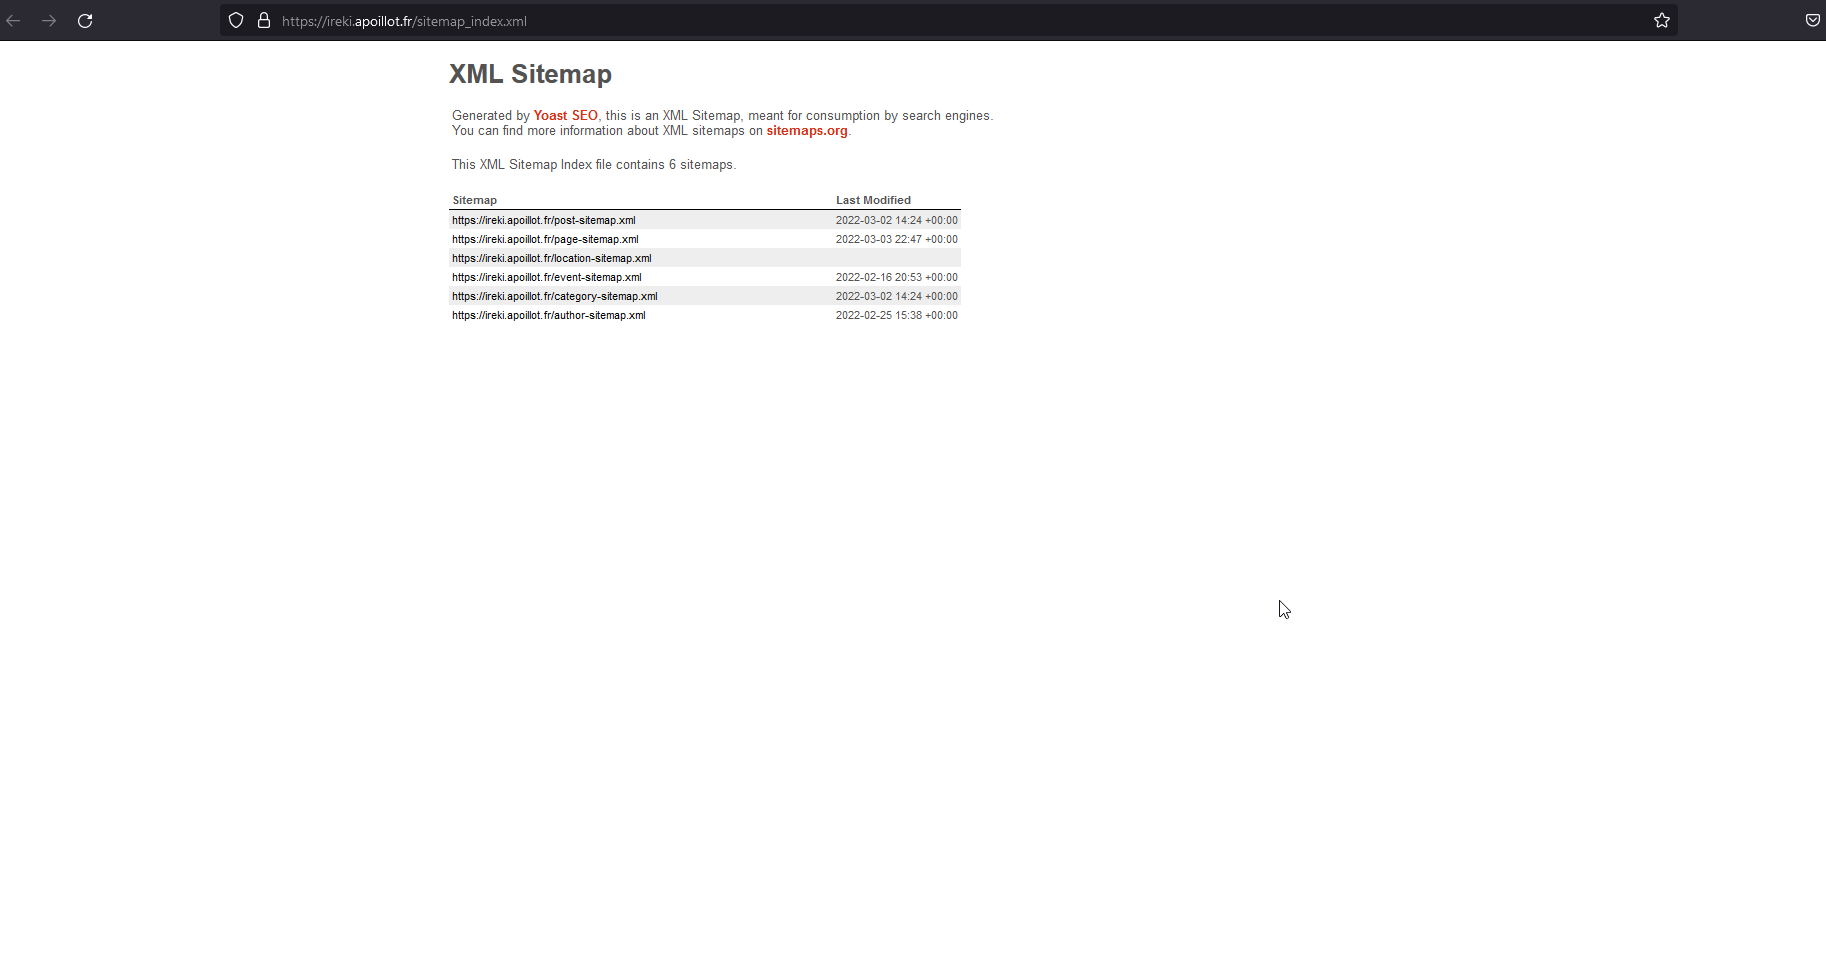 https://ireki.apoillot.fr/sitemap_index.xml
XML Sitemap
Generated by Yoast SEO, this is an XML Sitemap, meant for consumption by search engines.
You can find more information about XML sitemaps on sitemaps.org.
This XML Sitemap Index file contains 6 sitemaps.
Sitemap Last Modified
https://ireki.apoillot.fr/post-sitemap.xml 2022-03-02 14:24 +00:00
https://ireki.apoillot.fr/page-sitemap.xml 2022-03-03 22:47 +00:00
https://ireki.apoillot.fr/location-sitemap.xml
https://ireki.apoillot.fr/event-sitemap.xml 2022-02-16 20:53 +00:00
https://ireki.apoillot.fr/category-sitemap.xml 2022-03-02 14:24 +00:00
https://ireki.apoillot.fr/author-sitemap.xml 2022-02-25 15:38 +00:00